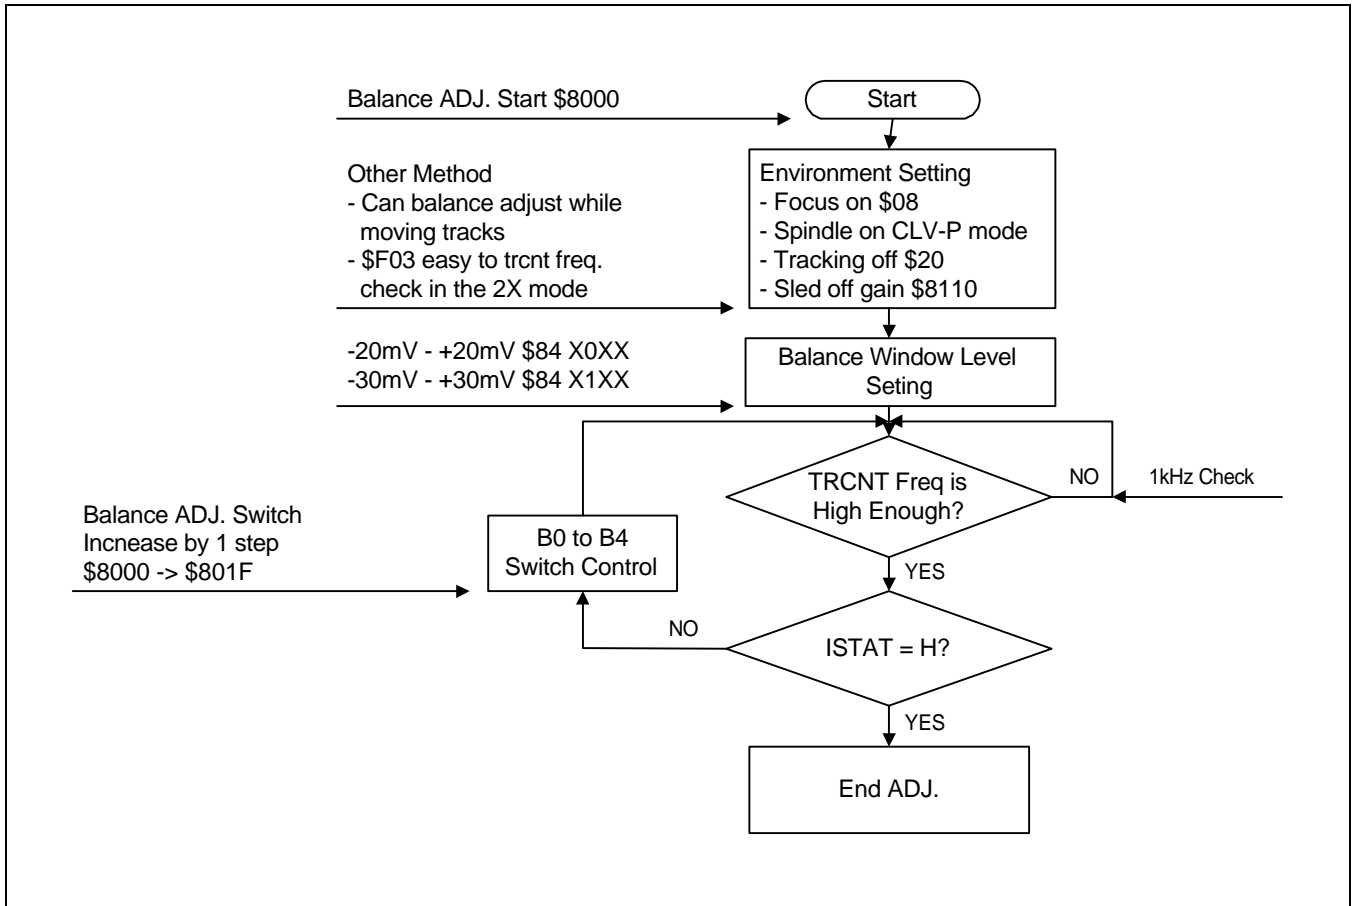 Balance ADJ. Start $8000
Start
Other Method
- Can balance adjust while
moving tracks
- $F03 easy to trcnt freq.
check in the 2X mode
Environment Setting
- Focus on $08
- Spindle on CLV-P mode
- Tracking off $20
- Sled off gain $8110
-20mV - +20mV $84 X0XX
-30mV - +30mV $84 X1XX
Balance Window Level
Seting
TRCNT Freq is
High Enough?
NO
1kHz Check
Balance ADJ. Switch
Incnease by 1 step
$8000 -> $801F
B0 to B4
Switch Control
YES
NO
ISTAT = H?
YES
End ADJ.